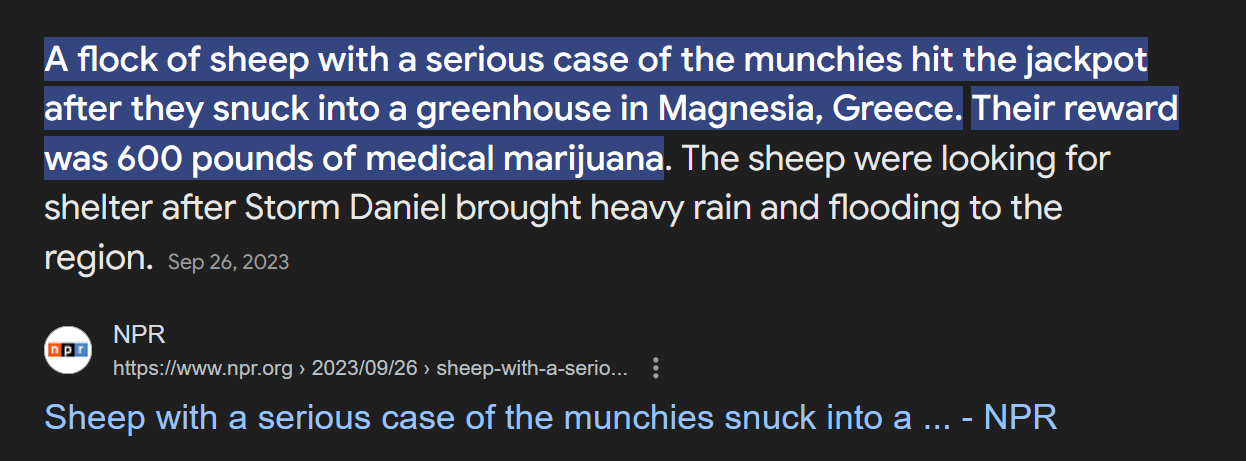 A flock of sheep with a serious case of the munchies hit the jackpot
after they snuck into a greenhouse in Magnesia, Greece. Their reward
was 600 pounds of medical marijuana. The sheep were looking for
shelter after Storm Daniel brought heavy rain and flooding to the
region. Sep 26, 2023
npr
NPR
https://www.npr.org › 2023/09/26 › sheep-with-a-serio...
Sheep with a serious case of the munchies snuck into a ... - NPR